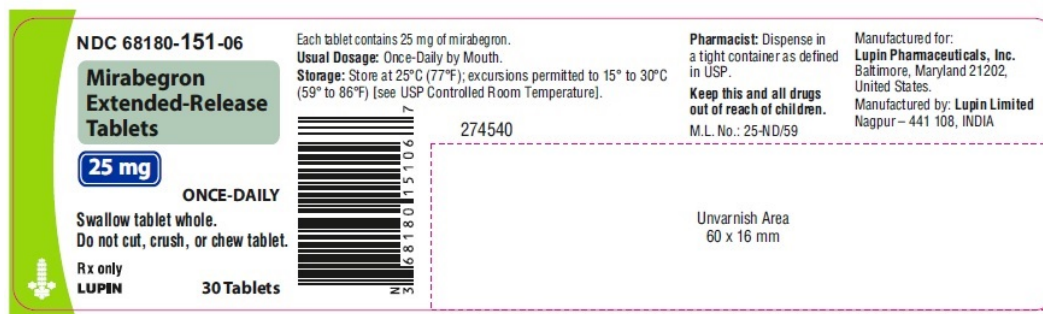 NDC 68180-151-06
Mirabegron
Extended-Release
Tablets
25 mg
ONCE-DAILY
Swallow tablet whole.
Do not cut, crush, or chew tablet.
Rx only
LUPIN 30 Tablets
Each tablet contains 25 mg of mirabegron.
Usual Dosage: Once-Daily by Mouth.
Storage: Store at 25°C (77°F); excursions permitted to 15° to 30°C
(59° to 86°F) [see USP Controlled Room Temperature].
N 3 68180 15106 7
274540
Pharmacist: Dispense in
a tight container as defined
in USP.
Keep this and all drugs
out of reach of children.
M.L. No.: 25-ND/59
Manufactured for:
Lupin Pharmaceuticals, Inc.
Baltimore, Maryland 21202,
United States.
Manufactured by: Lupin Limited
Nagpur – 441 108, INDIA
Unvarnish Area
60 x 16 mm